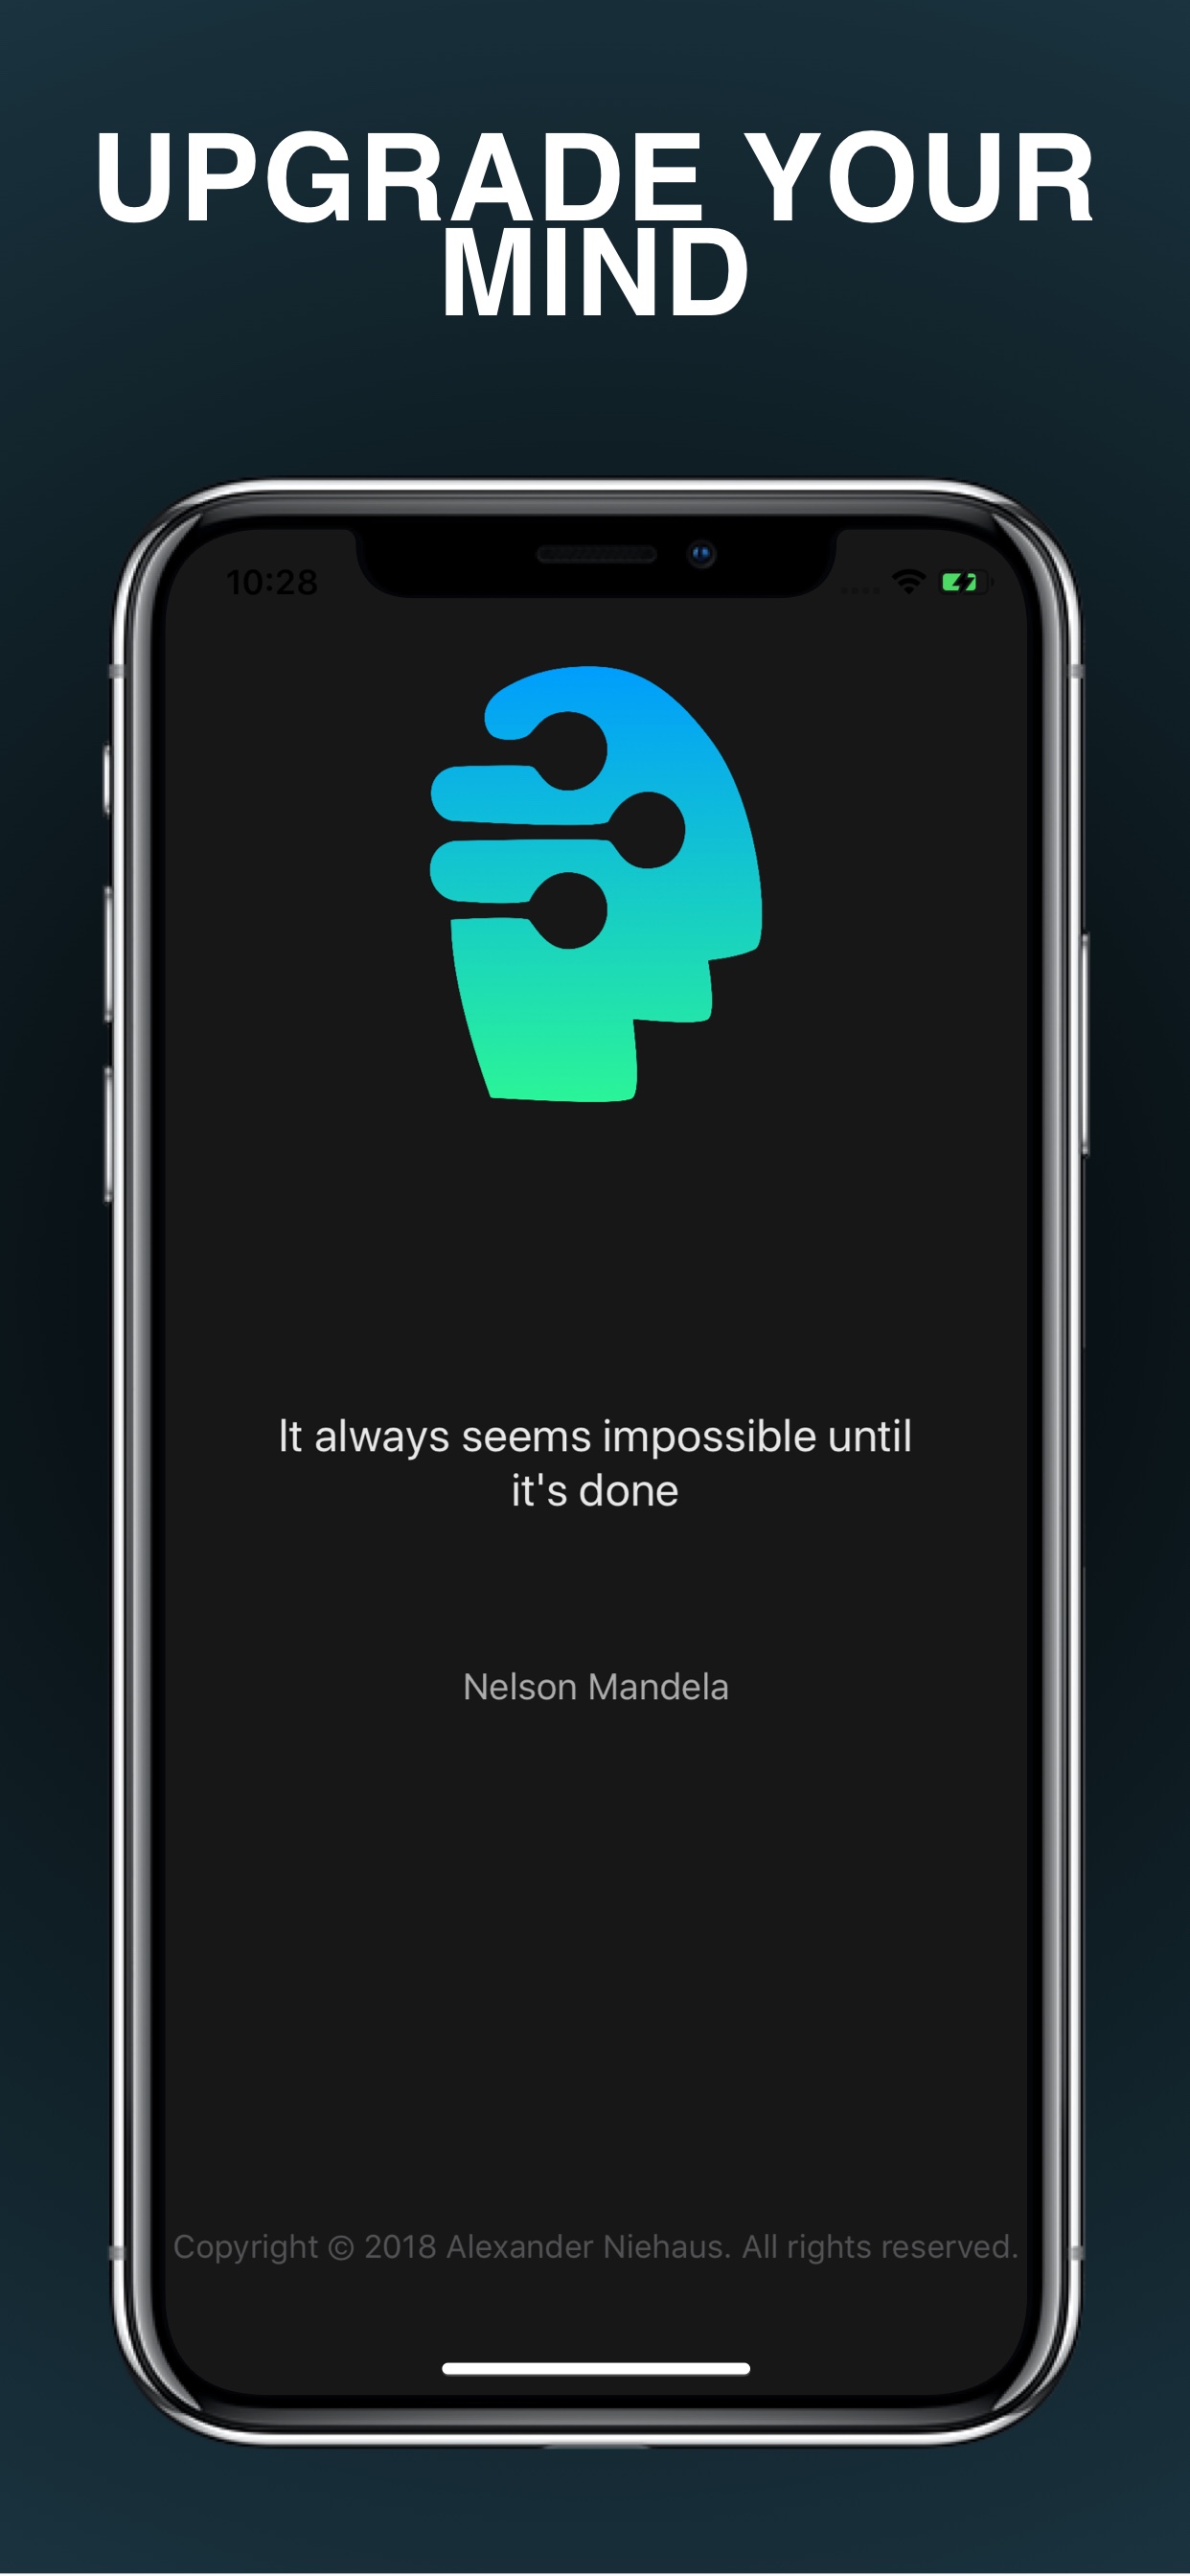 UPGRADE YOUR
MIND
10:28
It always seems impossible until
it's done
Nelson Mandela
Copyright © 2018 Alexander Niehaus. All rights reserved.